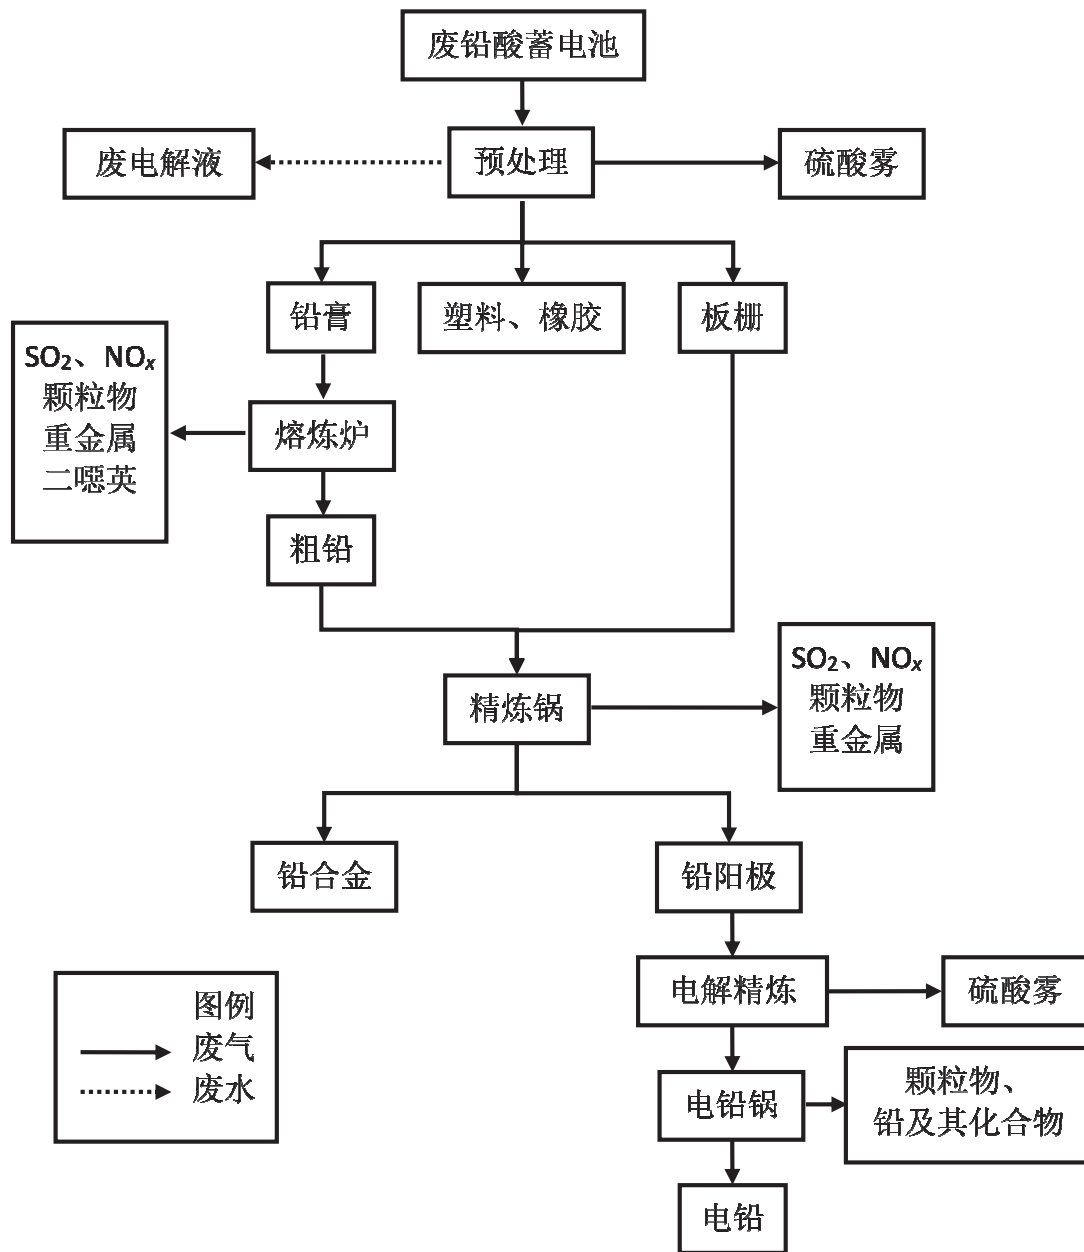 废铅酸蓄电池
废电解液
预处理
硫酸雾
铅膏
塑料、橡胶
板栅
SO₂、NOₓ
颗粒物
重金属
二噁英
熔炼炉
粗铅
精炼锅
SO₂、NOₓ
颗粒物
重金属
铅合金
铅阳极
电解精炼
硫酸雾
图例
废气
废水
电铅锅
颗粒物、
铅及其化合物
电铅